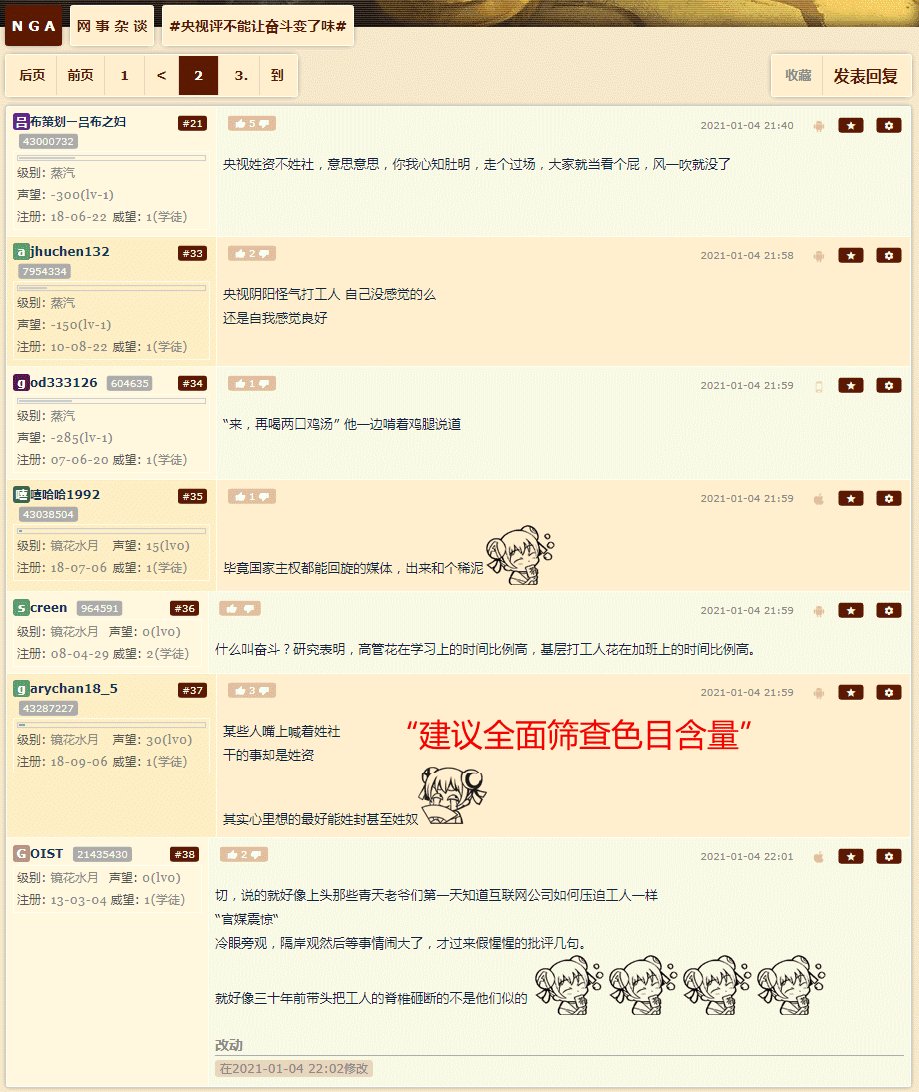 NGA 网事杂谈 #央视评不能让奋斗变了味#
后页 前页 1 < 2 3. 到 收藏 发表回复
吕布策划一吕布之妇 #21 5 2021-01-04 21:40
43000732
央视姓资不姓社，意思意思，你我心知肚明，走个过场，大家就当看个屁，风一吹就没了
级别: 蒸汽
声望: -300(lv-1)
注册: 18-06-22 威望: 1(学徒)
ajhuchen132 #33 2 2021-01-04 21:58
7954334
央视阴阳怪气打工人 自己没感觉的么
还是自我感觉良好
级别: 蒸汽
声望: -150(lv-1)
注册: 10-08-22 威望: 1(学徒)
god333126 604635 #34 1 2021-01-04 21:59
“来，再喝两口鸡汤” 他一边啃着鸡腿说道
级别: 蒸汽
声望: -285(lv-1)
注册: 07-06-20 威望: 1(学徒)
嘻嘻哈哈1992 #35 1 2021-01-04 21:59
43038504
毕竟国家主权都能回旋的媒体，出来和个稀泥
级别: 镜花水月 声望: 15(lv0)
注册: 18-07-06 威望: 1(学徒)
screen 964591 #36 2021-01-04 21:59
什么叫奋斗？研究表明，高管花在学习上的时间比例高，基层打工人花在加班上的时间比例高。
级别: 镜花水月 声望: 0(lv0)
注册: 08-04-29 威望: 2(学徒)
garychan18_5 #37 3 2021-01-04 21:59
43287227
某些人嘴上喊着姓社
干的事却是姓资
“建议全面筛查色目含量”
其实心里想的最好能姓封甚至姓奴
级别: 镜花水月 声望: 30(lv0)
注册: 18-09-06 威望: 1(学徒)
GOIST 21435430 #38 2 2021-01-04 22:01
级别: 镜花水月 声望: 0(lv0)
注册: 13-03-04 威望: 1(学徒)
切，说的就好像上头那些青天老爷们第一天知道互联网公司如何压迫工人一样
“官媒震惊“
冷眼旁观，隔岸观然后等事情闹大了，才过来假惺惺的批评几句。
就好像三十年前带头把工人的脊椎砸断的不是他们似的
改动
在2021-01-04 22:02修改